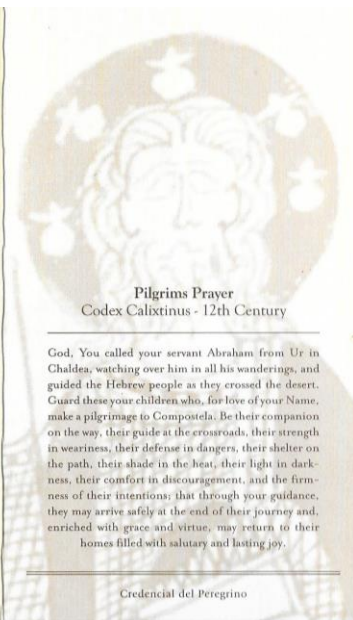 Pilgrims Prayer
Codex Calixtinus - 12th Century
God, You called your servant Abraham from Ur in
Chaldea, watching over him in all his wanderings, and
guided the Hebrew people as they crossed the desert.
Guard these your children who, for love of your Name,
make a pilgrimage to Compostela. Be their companion
on the way, their guide at the crossroads, their strength
in weariness, their defense in dangers, their shelter on
the path, their shade in the heat, their light in dark-
ness, their comfort in discouragement, and the firm-
ness of their intentions; that through your guidance,
they may arrive safely at the end of their journey and,
enriched with grace and virtue, may return to their
homes filled with salutary and lasting joy.
Credencial del Peregrino